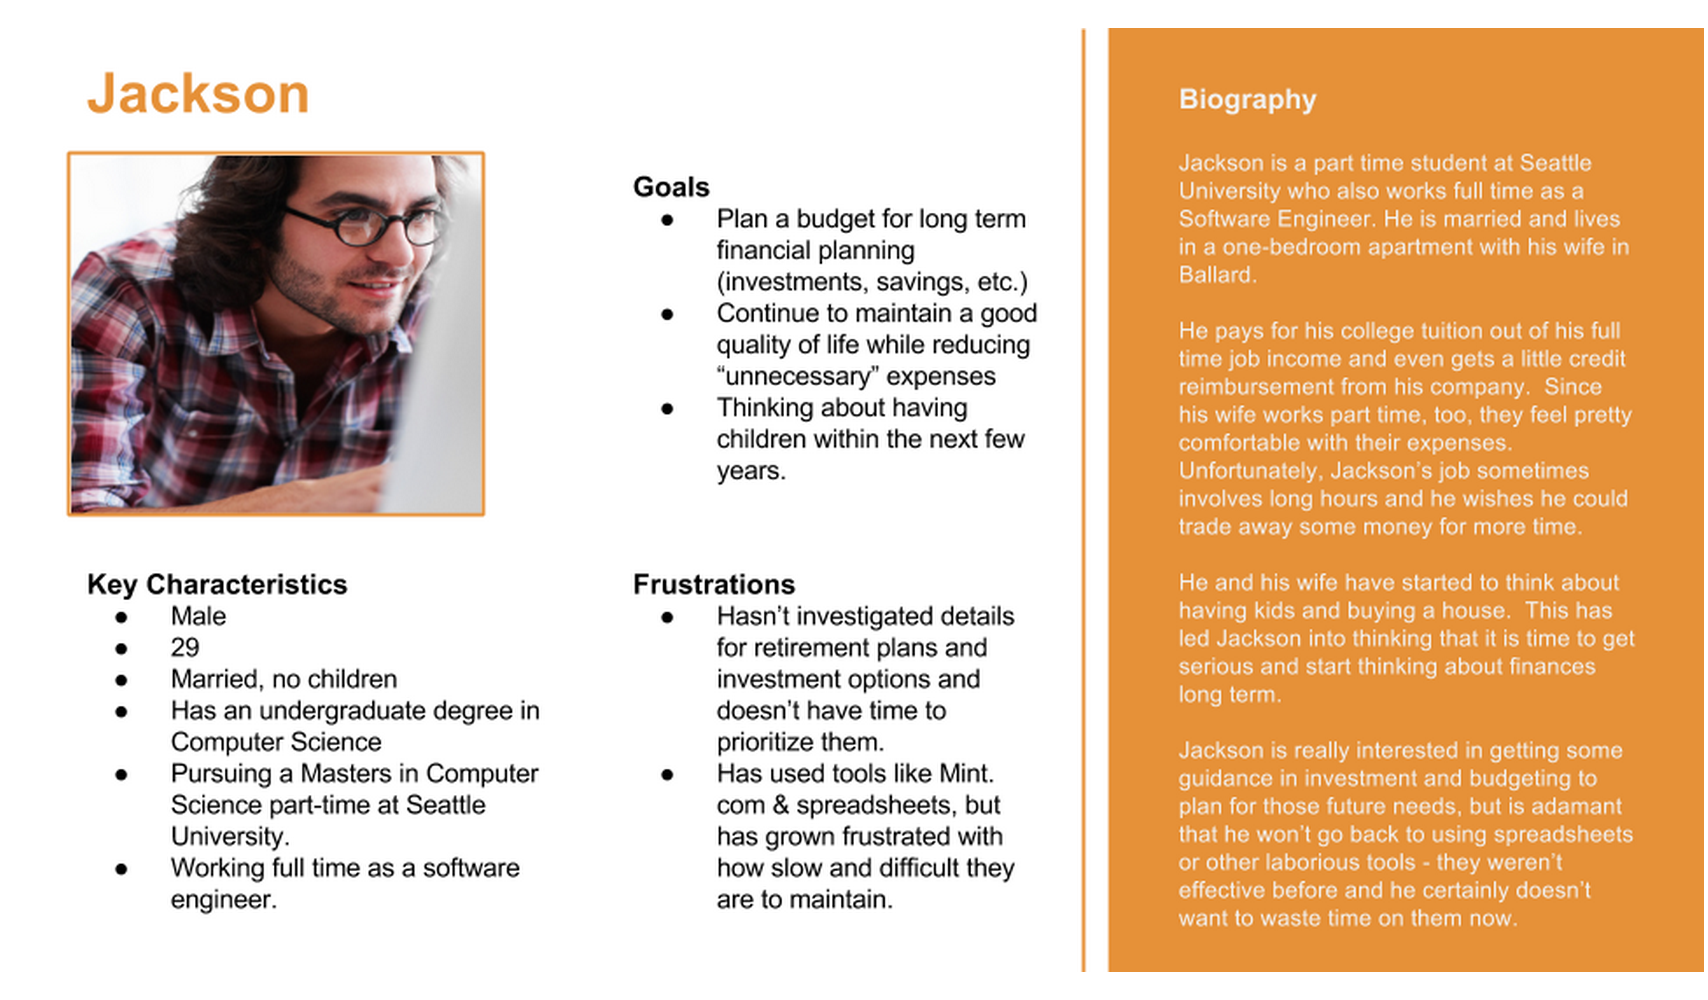 Jackson
Goals
● Plan a budget for long term
financial planning
(investments, savings, etc.)
● Continue to maintain a good
quality of life while reducing
“unnecessary” expenses
● Thinking about having
children within the next few
years.
Key Characteristics
● Male
● 29
● Married, no children
● Has an undergraduate degree in
Computer Science
● Pursuing a Masters in Computer
Science part-time at Seattle
University.
● Working full time as a software
engineer.
Frustrations
● Hasn’t investigated details
for retirement plans and
investment options and
doesn’t have time to
prioritize them.
● Has used tools like Mint.
com & spreadsheets, but
has grown frustrated with
how slow and difficult they
are to maintain.
Biography
Jackson is a part time student at Seattle
University who also works full time as a
Software Engineer. He is married and lives
in a one-bedroom apartment with his wife in
Ballard.
He pays for his college tuition out of his full
time job income and even gets a little credit
reimbursement from his company.  Since
his wife works part time, too, they feel pretty
comfortable with their expenses.
Unfortunately, Jackson’s job sometimes
involves long hours and he wishes he could
trade away some money for more time.
He and his wife have started to think about
having kids and buying a house.  This has
led Jackson into thinking that it is time to get
serious and start thinking about finances
long term.
Jackson is really interested in getting some
guidance in investment and budgeting to
plan for those future needs, but is adamant
that he won’t go back to using spreadsheets
or other laborious tools - they weren’t
effective before and he certainly doesn’t
want to waste time on them now.